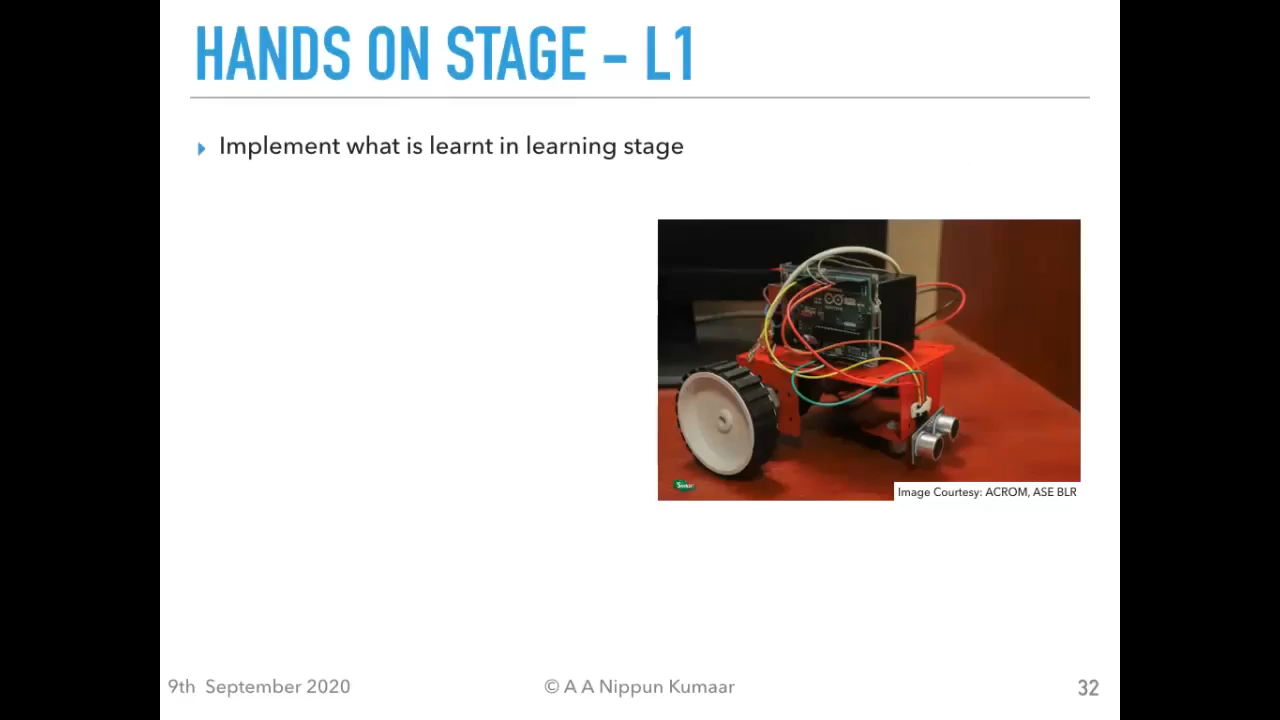 HANDS ON STAGE – L1
Implement what is learnt in learning stage
Image Courtesy: ACROM, ASE BLR
9th September 2020
© A A Nippun Kumaar
32